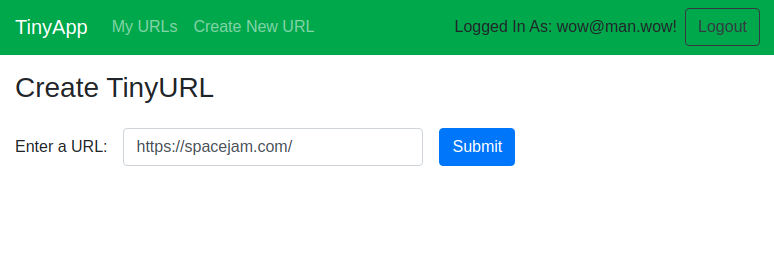 TinyApp My URLs Create New URL Logged In As: wow@man.wow! Logout
Create TinyURL
Enter a URL: https://spacejam.com/ Submit